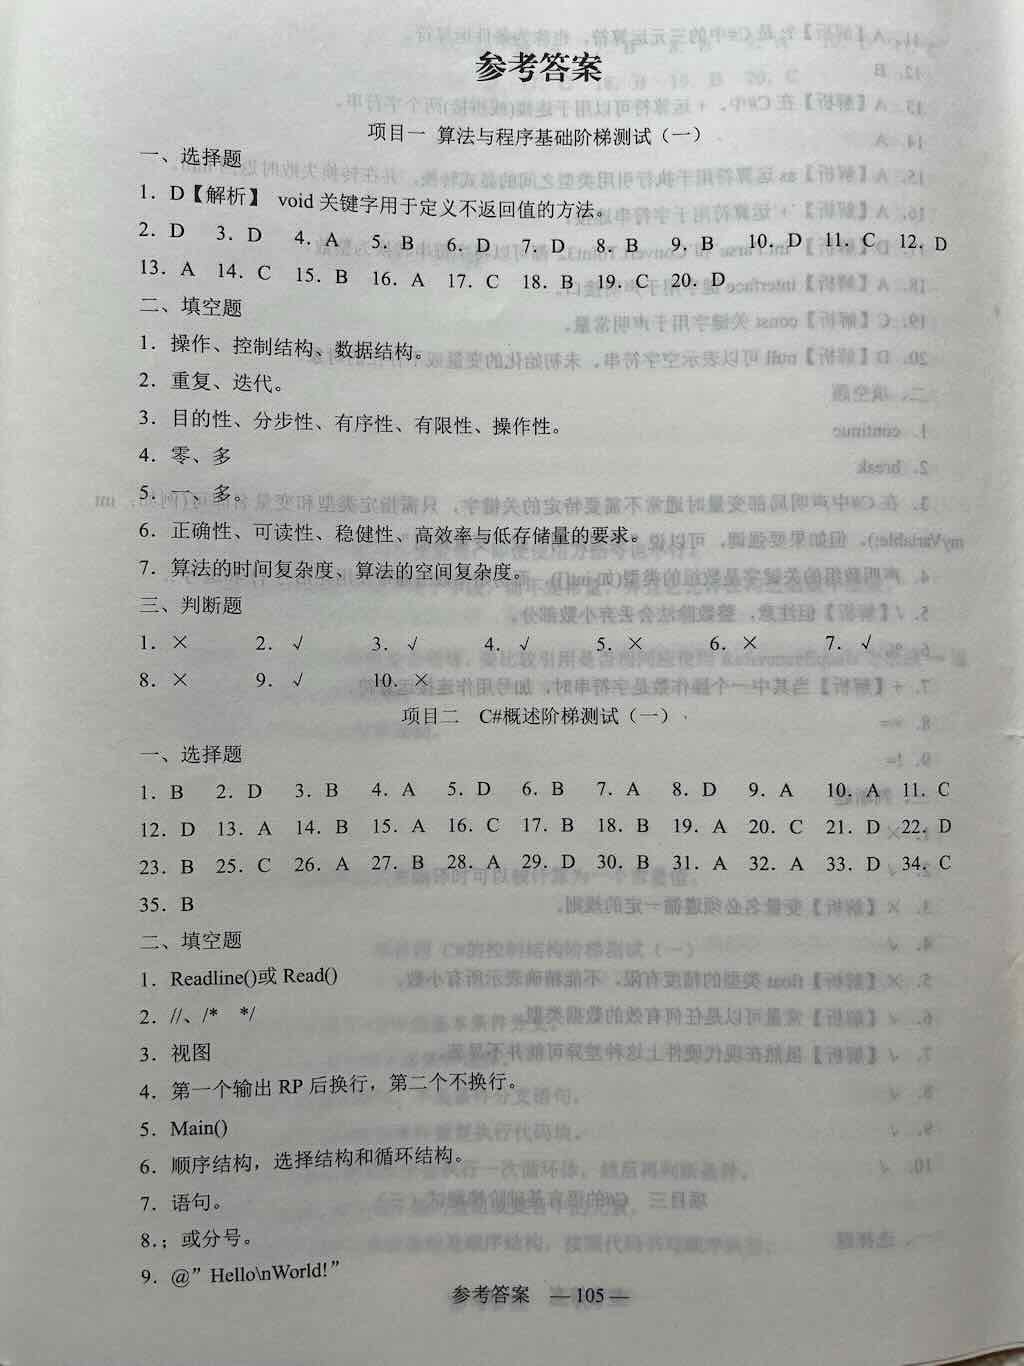 参考答案
项目一 算法与程序基础阶梯测试（一）
一、选择题
1．D【解析】 void 关键字用于定义不返回值的方法。
2．D 3．D 4．A 5．B 6．D 7．D 8．B 9．B 10．D 11．C 12．D
13．A 14．C 15．B 16．A 17．C 18．B 19．C 20．D
二、填空题
1．操作、控制结构、数据结构。
2．重复、迭代。
3．目的性、分步性、有序性、有限性、操作性。
4．零、多
5．一、多。
6．正确性、可读性、稳健性、高效率与低存储量的要求。
7．算法的时间复杂度、算法的空间复杂度。
三、判断题
1．× 2．√ 3．√ 4．√ 5．× 6．× 7．√
8．× 9．√ 10．×
项目二 C#概述阶梯测试（一）
一、选择题
1．B 2．D 3．B 4．A 5．D 6．B 7．A 8．D 9．A 10．A 11．C
12．D 13．A 14．B 15．A 16．C 17．B 18．B 19．A 20．C 21．D 22．D
23．B 25．C 26．A 27．B 28．A 29．D 30．B 31．A 32．A 33．D 34．C
35．B
二、填空题
1．Readline()或 Read()
2．//、/* */
3．视图
4．第一个输出 RP 后换行，第二个不换行。
5．Main()
6．顺序结构，选择结构和循环结构。
7．语句。
8．；或分号。
9．@”Hello\nWorld!”
参考答案 — 105 —